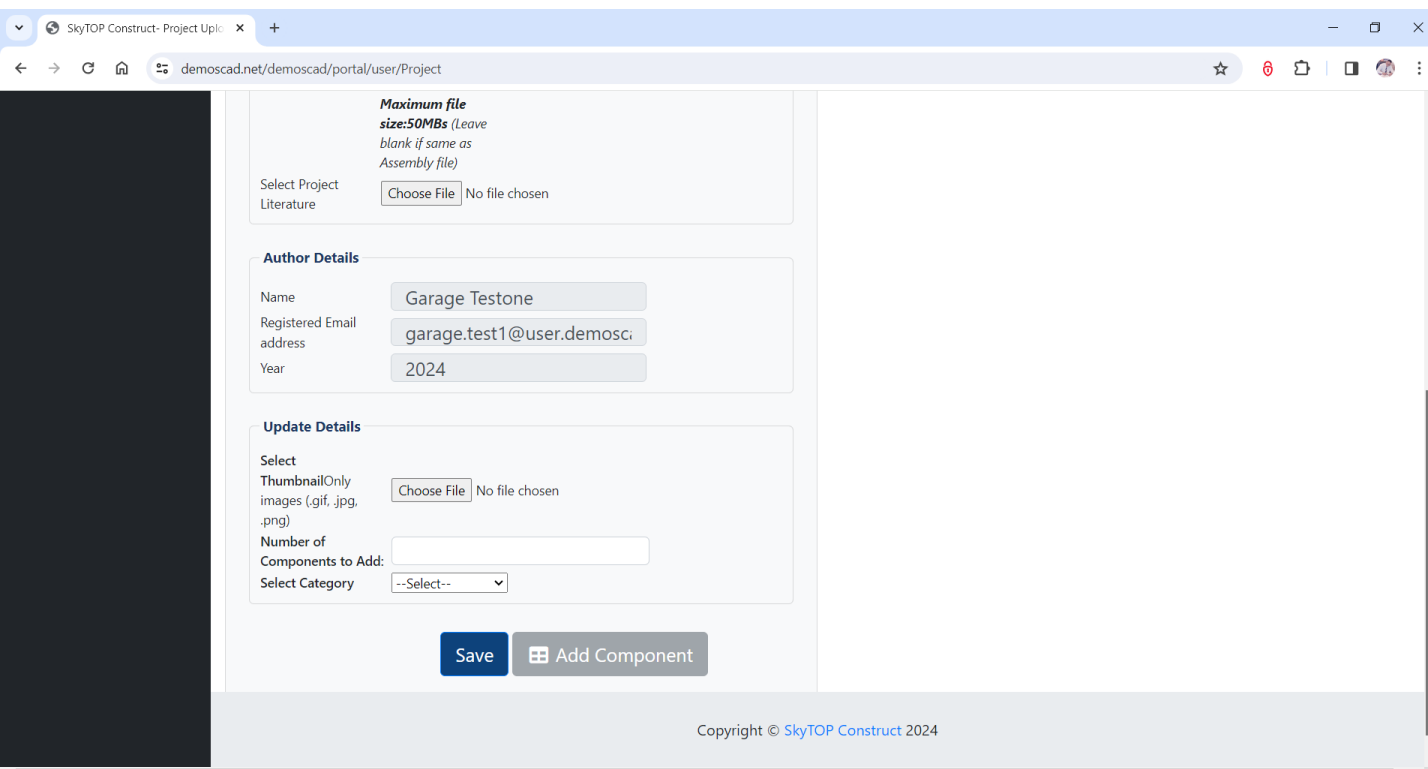 SkyTOP Construct- Project Uplo
demoscad.net/demoscad/portal/user/Project
Maximum file
size:50MBs (Leave
blank if same as
Assembly file)
Select Project
Literature
Choose File No file chosen
Author Details
Name
Garage Testone
Registered Email
address
garage.test1@user.demosca
Year
2024
Update Details
Select
ThumbnailOnly
images (.gif, .jpg,
.png)
Choose File No file chosen
Number of
Components to Add:
Select Category
--Select--
Save
Add Component
Copyright © SkyTOP Construct 2024